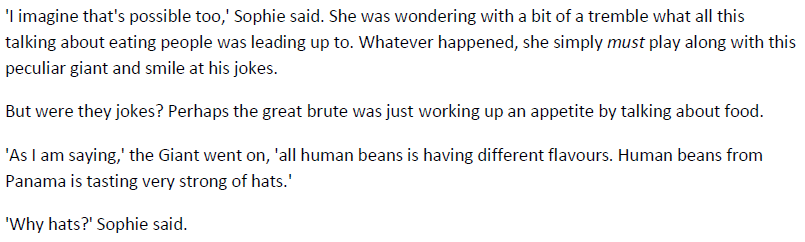 'I imagine that's possible too,' Sophie said. She was wondering with a bit of a tremble what all this
talking about eating people was leading up to. Whatever happened, she simply must play along with this
peculiar giant and smile at his jokes.
But were they jokes? Perhaps the great brute was just working up an appetite by talking about food.
'As I am saying,' the Giant went on, 'all human beans is having different flavours. Human beans from
Panama is tasting very strong of hats.'
'Why hats?' Sophie said.